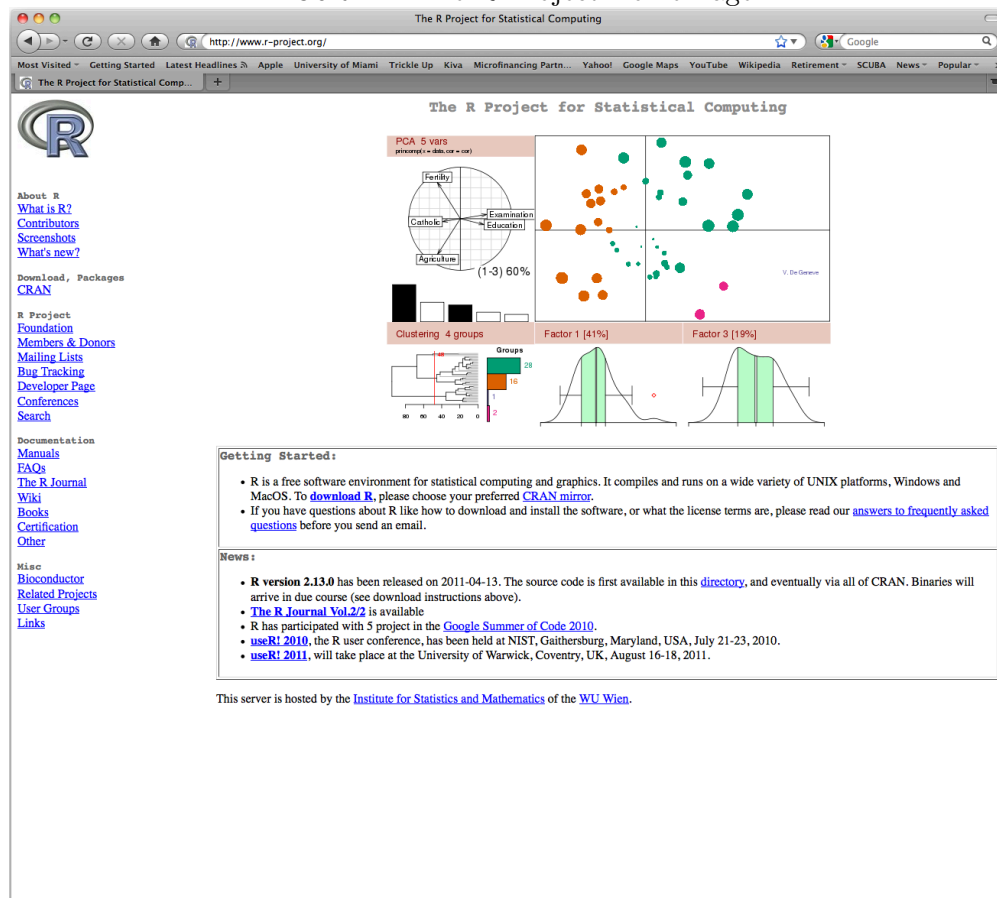 The R Project for Statistical Computing
http://www.r-project.org/
Google
Most Visited Getting Started Latest Headlines Apple University of Miami Trickle Up Kiva Microfinancing Partn... Yahoo! Google Maps YouTube Wikipedia Retirement SCUBA News Popular
The R Project for Statistical Comp...
R
The R Project for Statistical Computing
PCA 5 vars
princomp(x = data, cor = cor)
Fertility
Catholic
Examination
Education
Agriculture
(1-3) 60%
V. De Geneve
Clustering 4 groups
Factor 1 [41%]
Factor 3 [19%]
Groups
28
16
1
2
80 60 40 20 0
About R
What is R?
Contributors
Screenshots
What's new?
Download, Packages
CRAN
R Project
Foundation
Members & Donors
Mailing Lists
Bug Tracking
Developer Page
Conferences
Search
Documentation
Manuals
FAQs
The R Journal
Wiki
Books
Certification
Other
Misc
Bioconductor
Related Projects
User Groups
Links
Getting Started:
• R is a free software environment for statistical computing and graphics. It compiles and runs on a wide variety of UNIX platforms, Windows and
MacOS. To download R, please choose your preferred CRAN mirror.
• If you have questions about R like how to download and install the software, or what the license terms are, please read our answers to frequently asked
questions before you send an email.
News:
• R version 2.13.0 has been released on 2011-04-13. The source code is first available in this directory, and eventually via all of CRAN. Binaries will
arrive in due course (see download instructions above).
• The R Journal Vol.2/2 is available
• R has participated with 5 project in the Google Summer of Code 2010.
• useR! 2010, the R user conference, has been held at NIST, Gaithersburg, Maryland, USA, July 21-23, 2010.
• useR! 2011, will take place at the University of Warwick, Coventry, UK, August 16-18, 2011.
This server is hosted by the Institute for Statistics and Mathematics of the WU Wien.